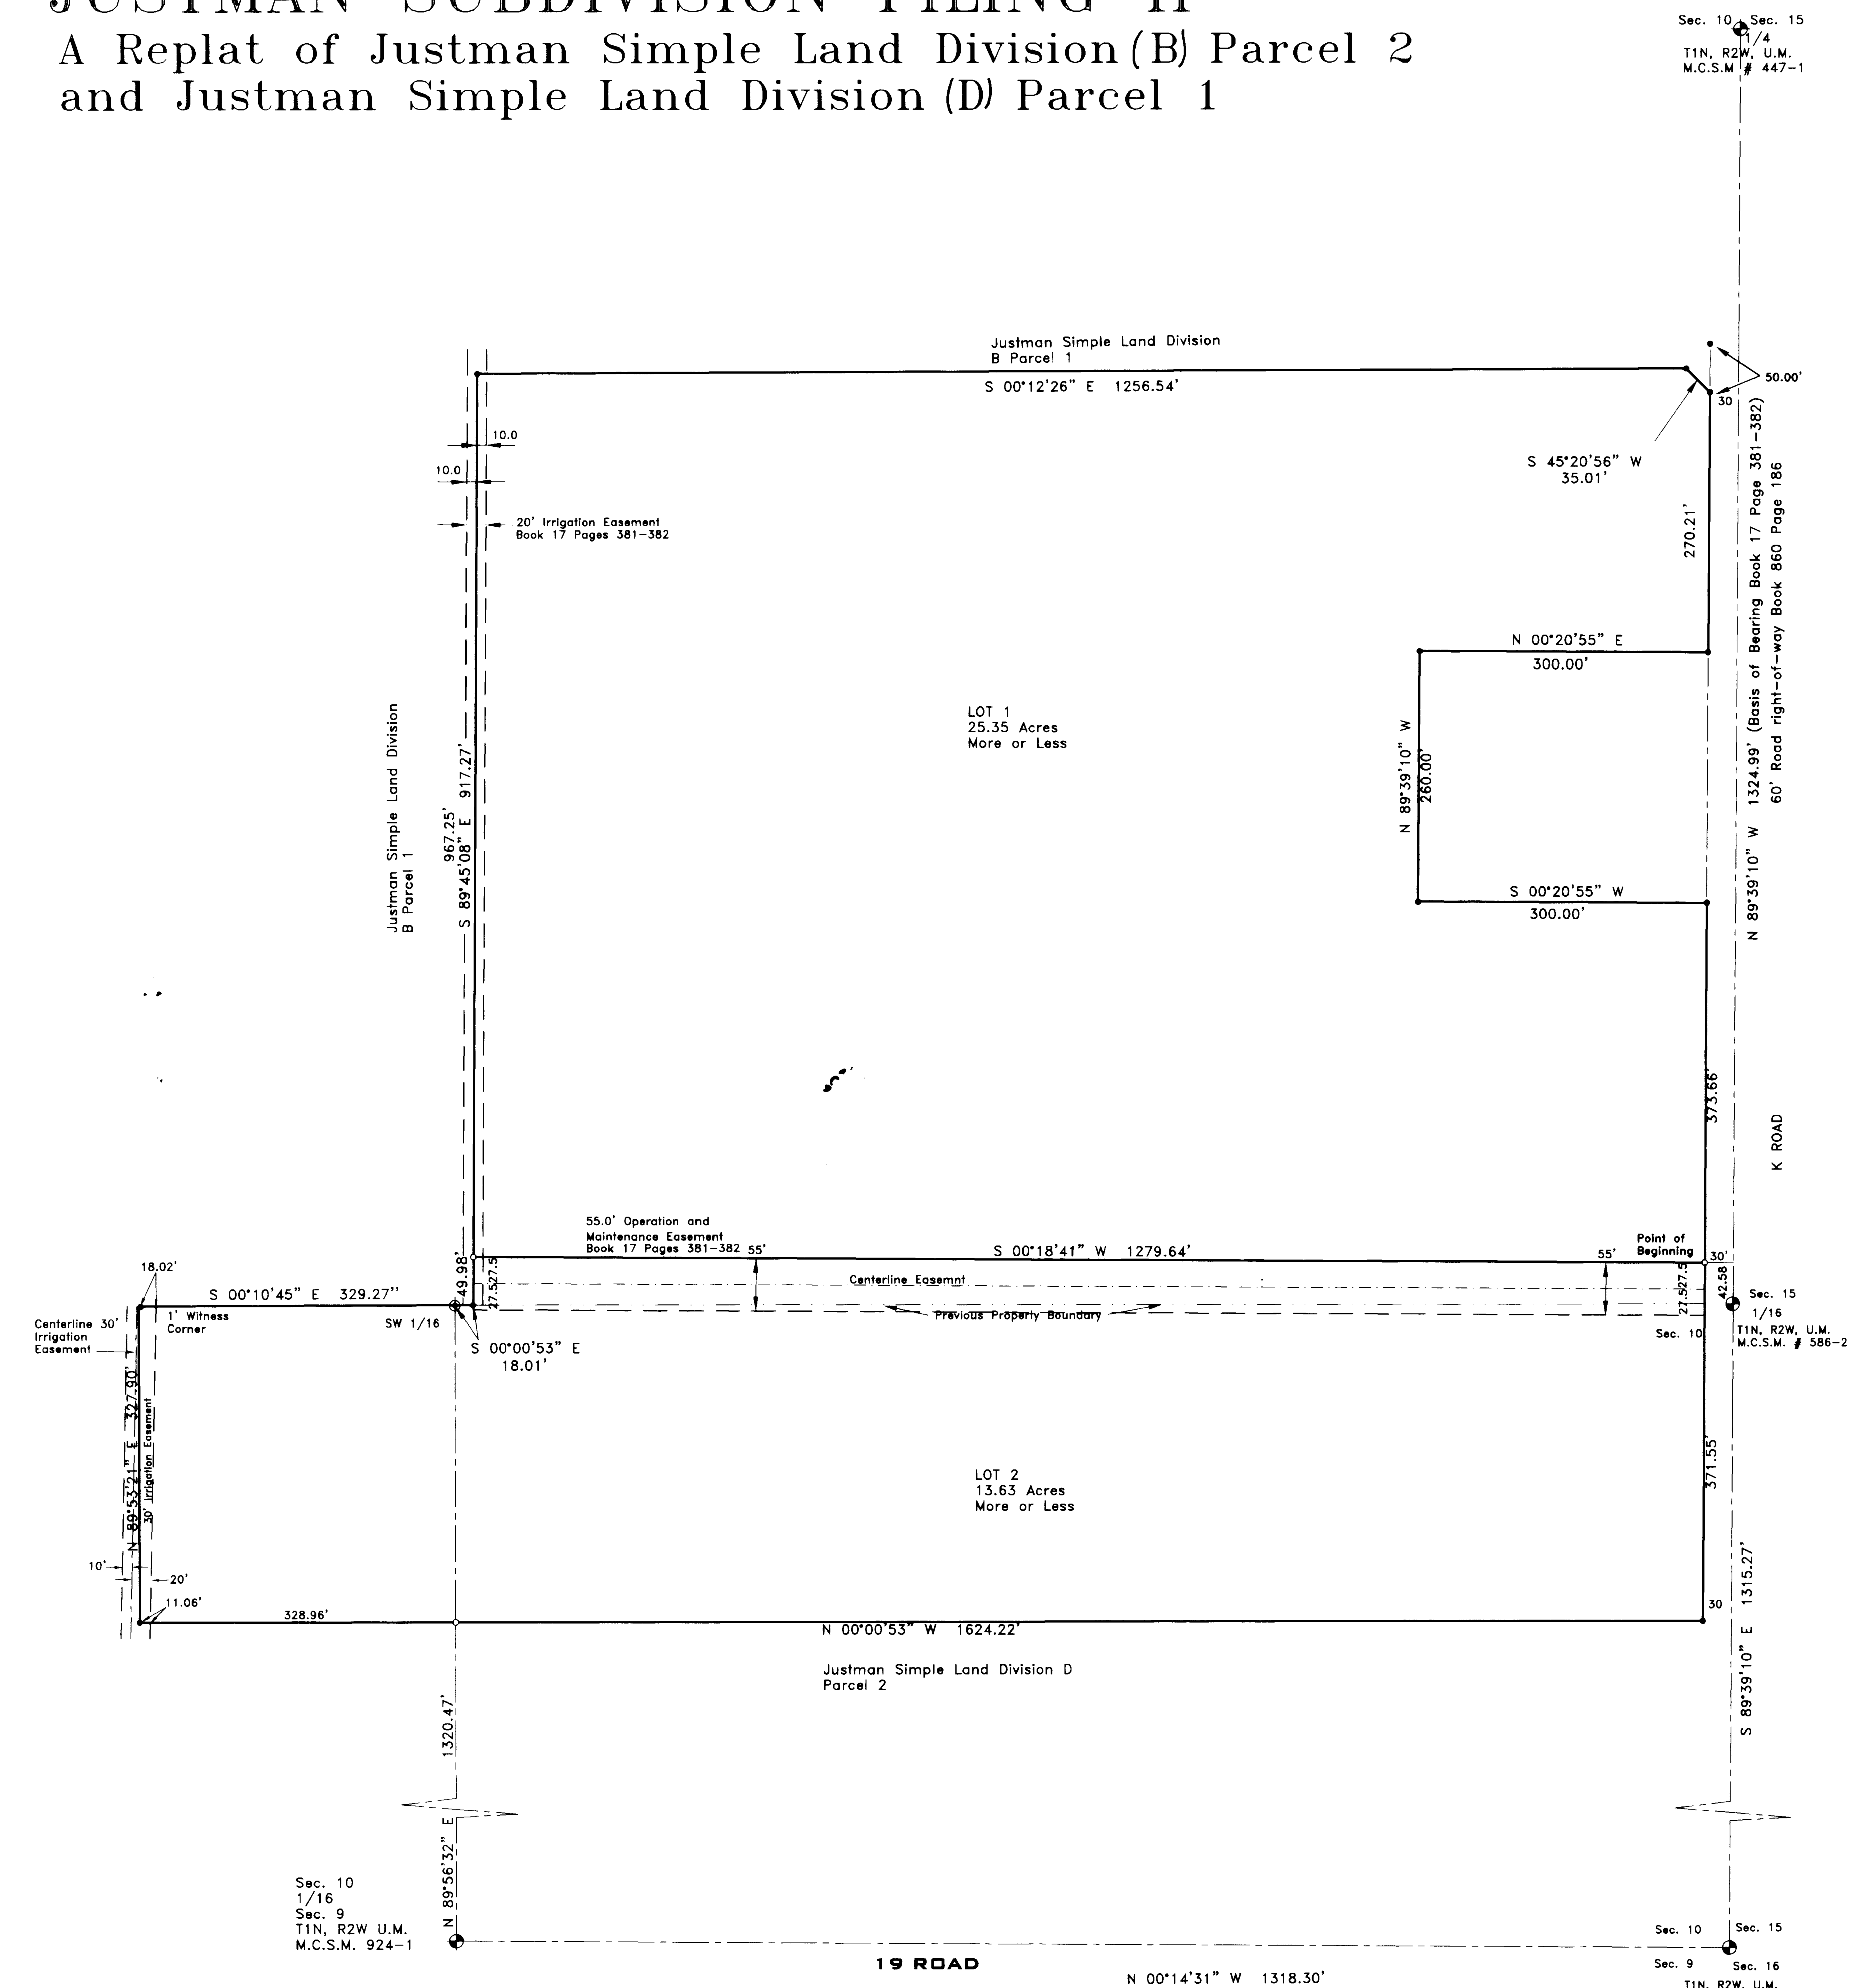 JUSTMAN SUBDIVISION FILING II
A Replat of Justman Simple Land Division (B) Parcel 2
and Justman Simple Land Division (D) Parcel 1
Sec. 10 Sec. 15
1/4
T1N, R2W, U.M.
M.C.S.M # 447-1
Justman Simple Land Division
B Parcel 1
S 00°12'26" E 1256.54'
50.00'
30
10.0
10.0
S 45°20'56" W
35.01'
20' Irrigation Easement
Book 17 Pages 381-382
270.21'
N 89°39'10" W 1324.99' (Basis of Bearing Book 17 Page 381-382)
60' Road right-of-way Book 860 Page 186
N 00°20'55" E
300.00'
LOT 1
25.35 Acres
More or Less
Justman Simple Land Division
B Parcel 1
967.25'
S 89°45'08" E 917.27'
N 89°39'10" W
260.00'
S 00°20'55" W
300.00'
373.66'
K ROAD
55.0' Operation and
Maintenance Easement
Book 17 Pages 381-382 55'
S 00°18'41" W 1279.64'
55'
Point of
Beginning
30'
18.02'
49.98'
27.5
27.5
Centerline Easemnt
27.5
27.5
42.58
S 00°10'45" E 329.27''
1' Witness
Corner
SW 1/16
Previous Property Boundary
Sec. 15
1/16
Sec. 10
T1N, R2W, U.M.
M.C.S.M. # 586-2
Centerline 30'
Irrigation
Easement
S 00°00'53" E
18.01'
N 89°53'21" E 327.90'
30' Irrigation Easement
LOT 2
13.63 Acres
More or Less
371.55'
10'
20'
11.06'
328.96'
30
N 00°00'53" W 1624.22'
S 89°39'10" E 1315.27'
Justman Simple Land Division D
Parcel 2
N 89°56'32" E 1320.47'
Sec. 10
1/16
Sec. 9
T1N, R2W U.M.
M.C.S.M. 924-1
Sec. 10 Sec. 15
19 ROAD
Sec. 9 Sec. 16
N 00°14'31" W 1318.30'
T1N, R2W, U.M.